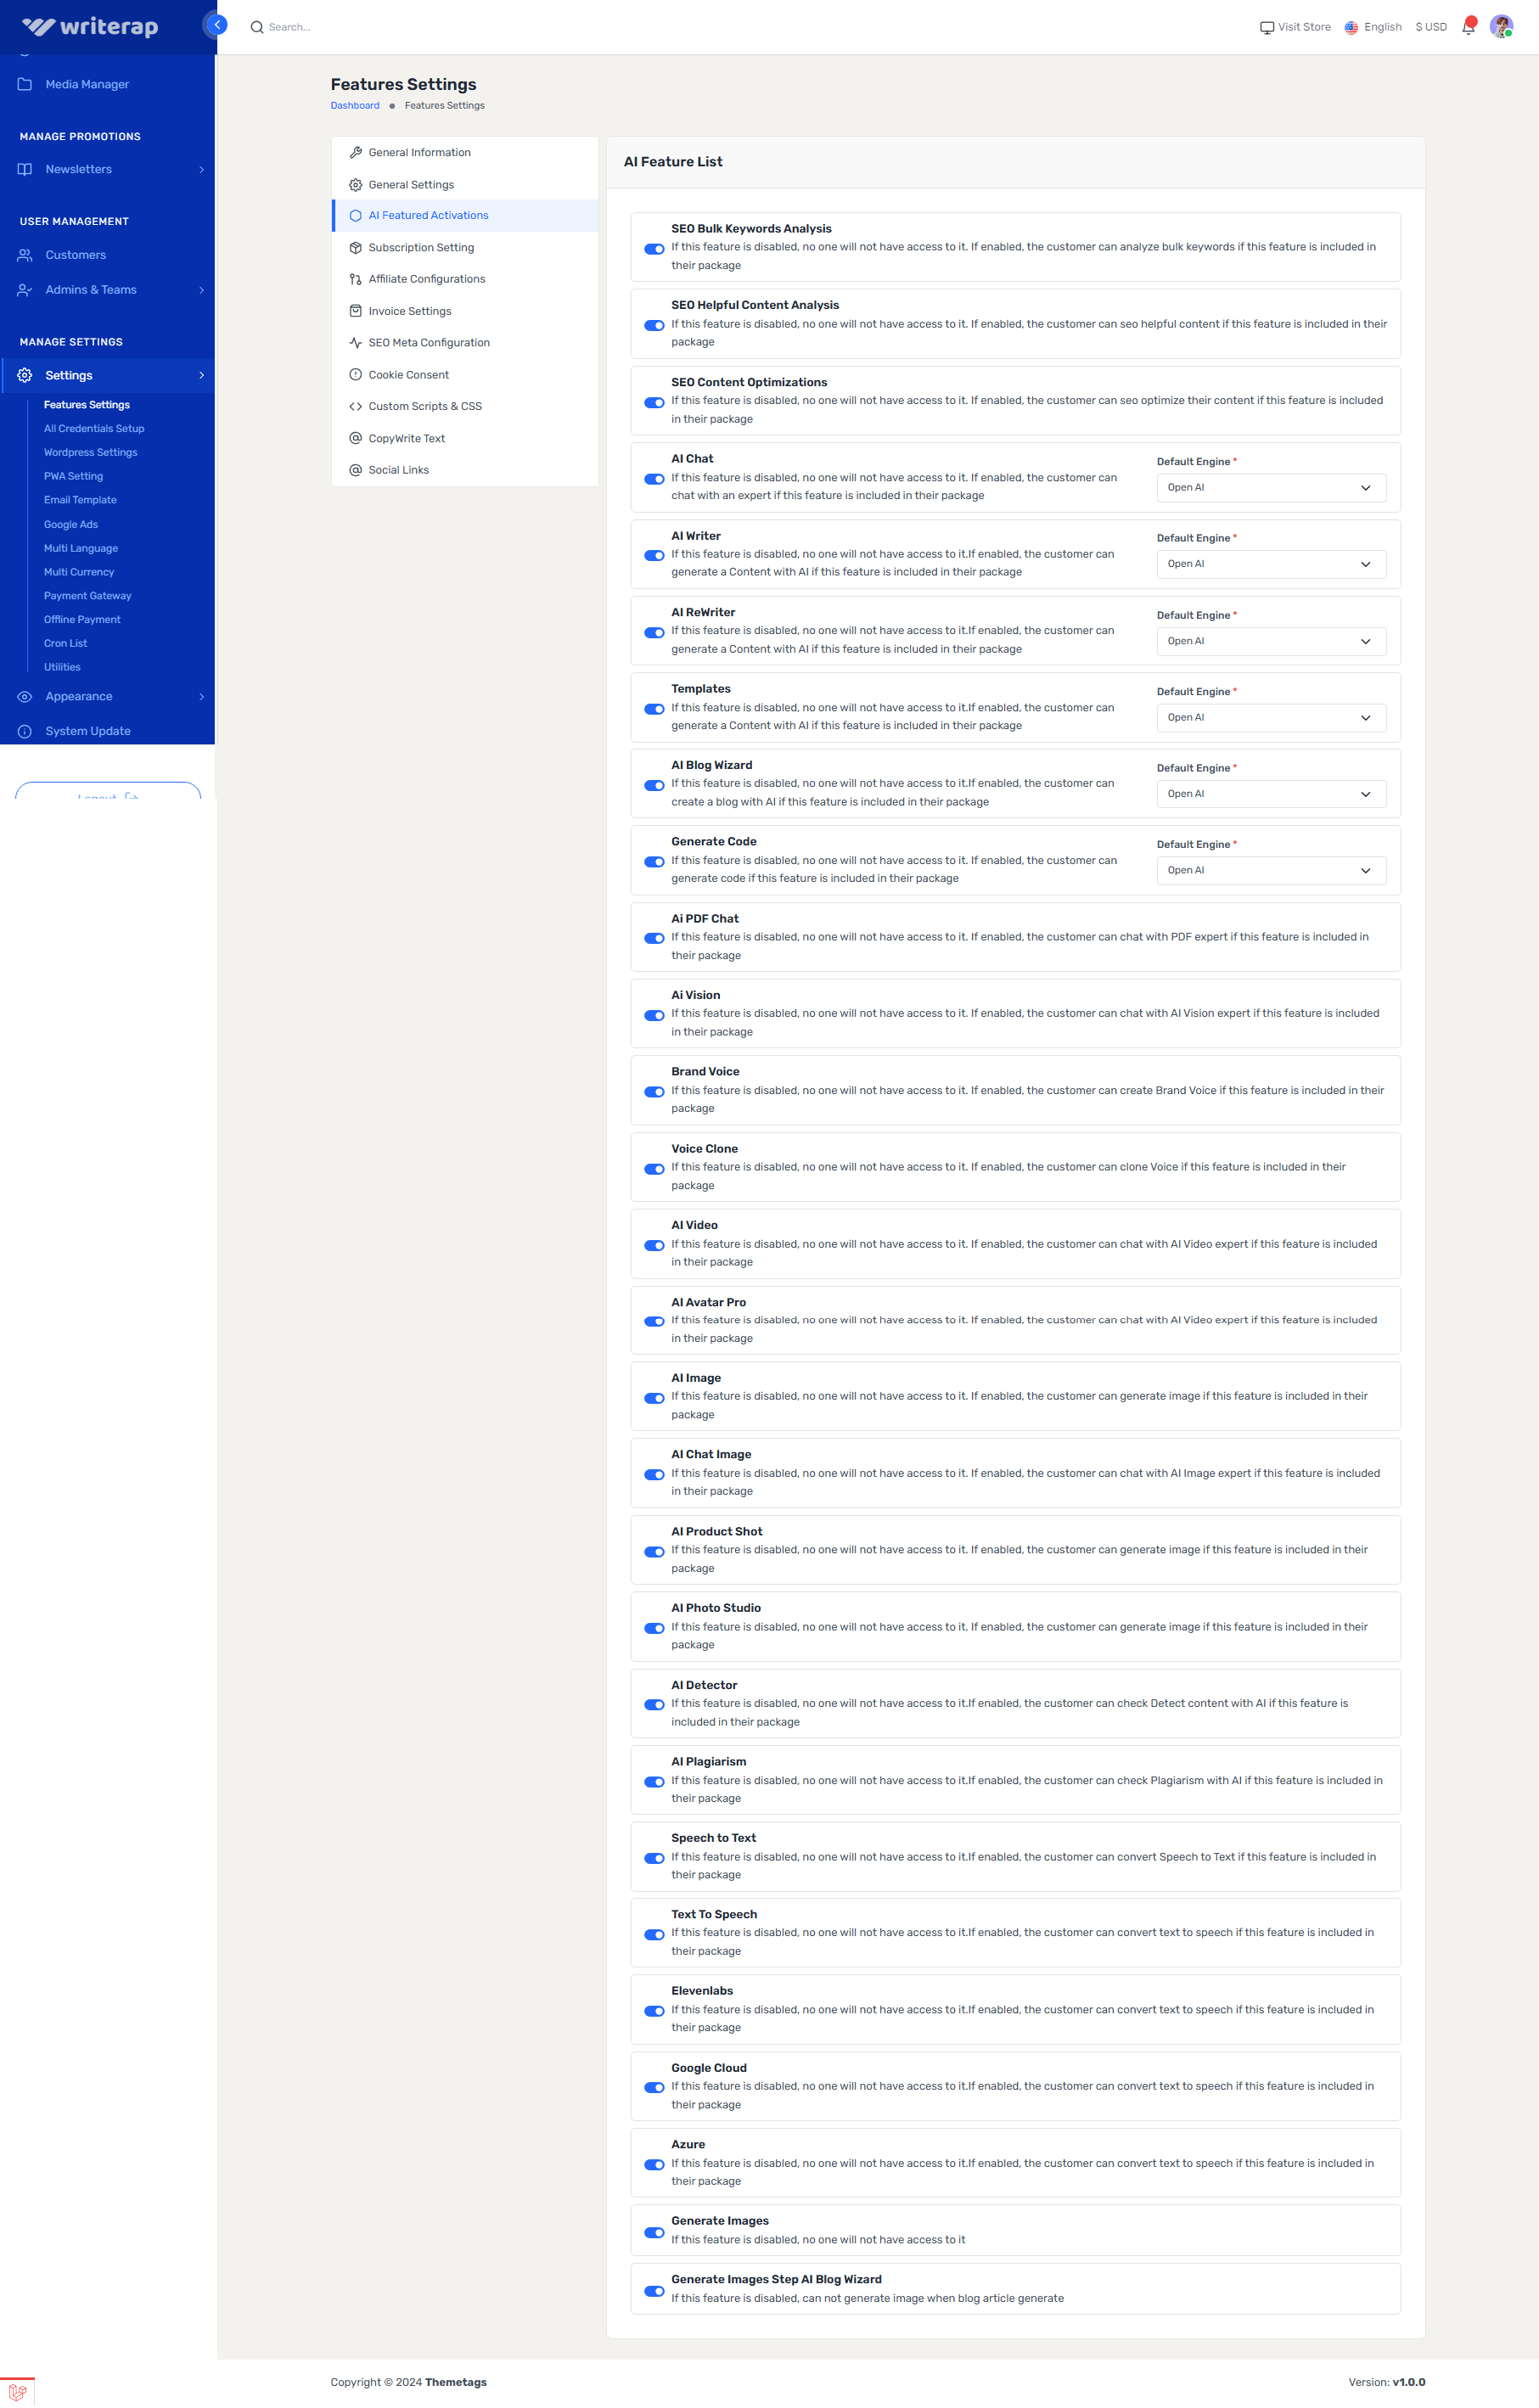 writerap
Search...
Visit Store
English
$ USD
Media Manager
MANAGE PROMOTIONS
Newsletters
USER MANAGEMENT
Customers
Admins & Teams
MANAGE SETTINGS
Settings
Features Settings
All Credentials Setup
Wordpress Settings
PWA Setting
Email Template
Google Ads
Multi Language
Multi Currency
Payment Gateway
Offline Payment
Cron List
Utilities
Appearance
System Update
Logout
Features Settings
Dashboard
Features Settings
General Information
General Settings
AI Featured Activations
Subscription Setting
Affiliate Configurations
Invoice Settings
SEO Meta Configuration
Cookie Consent
Custom Scripts & CSS
CopyWrite Text
Social Links
AI Feature List
SEO Bulk Keywords Analysis
If this feature is disabled, no one will not have access to it. If enabled, the customer can analyze bulk keywords if this feature is included in
their package
SEO Helpful Content Analysis
If this feature is disabled, no one will not have access to it. If enabled, the customer can seo helpful content if this feature is included in their
package
SEO Content Optimizations
If this feature is disabled, no one will not have access to it. If enabled, the customer can seo optimize their content if this feature is included
in their package
AI Chat
If this feature is disabled, no one will not have access to it. If enabled, the customer can
chat with an expert if this feature is included in their package
Default Engine *
Open AI
AI Writer
If this feature is disabled, no one will not have access to it.If enabled, the customer can
generate a Content with AI if this feature is included in their package
Default Engine *
Open AI
AI ReWriter
If this feature is disabled, no one will not have access to it.If enabled, the customer can
generate a Content with AI if this feature is included in their package
Default Engine *
Open AI
Templates
If this feature is disabled, no one will not have access to it.If enabled, the customer can
generate a Content with AI if this feature is included in their package
Default Engine *
Open AI
AI Blog Wizard
If this feature is disabled, no one will not have access to it.If enabled, the customer can
create a blog with AI if this feature is included in their package
Default Engine *
Open AI
Generate Code
If this feature is disabled, no one will not have access to it. If enabled, the customer can
generate code if this feature is included in their package
Default Engine *
Open AI
Ai PDF Chat
If this feature is disabled, no one will not have access to it. If enabled, the customer can chat with PDF expert if this feature is included in
their package
Ai Vision
If this feature is disabled, no one will not have access to it. If enabled, the customer can chat with AI Vision expert if this feature is included
in their package
Brand Voice
If this feature is disabled, no one will not have access to it. If enabled, the customer can create Brand Voice if this feature is included in their
package
Voice Clone
If this feature is disabled, no one will not have access to it. If enabled, the customer can clone Voice if this feature is included in their
package
AI Video
If this feature is disabled, no one will not have access to it. If enabled, the customer can chat with AI Video expert if this feature is included
in their package
AI Avatar Pro
If this feature is disabled, no one will not have access to it. If enabled, the customer can chat with AI Video expert if this feature is included
in their package
AI Image
If this feature is disabled, no one will not have access to it. If enabled, the customer can generate image if this feature is included in their
package
AI Chat Image
If this feature is disabled, no one will not have access to it. If enabled, the customer can chat with AI Image expert if this feature is included
in their package
AI Product Shot
If this feature is disabled, no one will not have access to it. If enabled, the customer can generate image if this feature is included in their
package
AI Photo Studio
If this feature is disabled, no one will not have access to it. If enabled, the customer can generate image if this feature is included in their
package
AI Detector
If this feature is disabled, no one will not have access to it.If enabled, the customer can check Detect content with AI if this feature is
included in their package
AI Plagiarism
If this feature is disabled, no one will not have access to it.If enabled, the customer can check Plagiarism with AI if this feature is included in
their package
Speech to Text
If this feature is disabled, no one will not have access to it.If enabled, the customer can convert Speech to Text if this feature is included in
their package
Text To Speech
If this feature is disabled, no one will not have access to it.If enabled, the customer can convert text to speech if this feature is included in
their package
Elevenlabs
If this feature is disabled, no one will not have access to it.If enabled, the customer can convert text to speech if this feature is included in
their package
Google Cloud
If this feature is disabled, no one will not have access to it.If enabled, the customer can convert text to speech if this feature is included in
their package
Azure
If this feature is disabled, no one will not have access to it.If enabled, the customer can convert text to speech if this feature is included in
their package
Generate Images
If this feature is disabled, no one will not have access to it
Generate Images Step AI Blog Wizard
If this feature is disabled, can not generate image when blog article generate
Copyright © 2024 Themetags
Version: v1.0.0